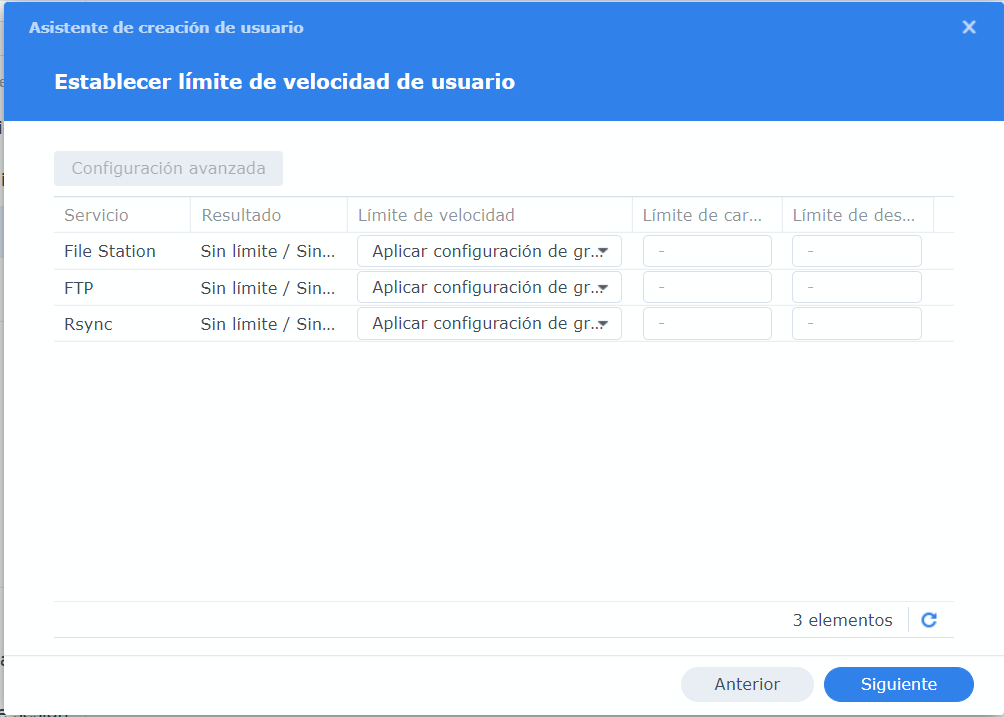 Asistente de creación de usuario
Establecer límite de velocidad de usuario
Configuración avanzada
Servicio Resultado Límite de velocidad Límite de car... Límite de des...
File Station Sin límite / Sin... Aplicar configuración de gr... - -
FTP Sin límite / Sin... Aplicar configuración de gr... - -
Rsync Sin límite / Sin... Aplicar configuración de gr... - -
3 elementos
Anterior Siguiente